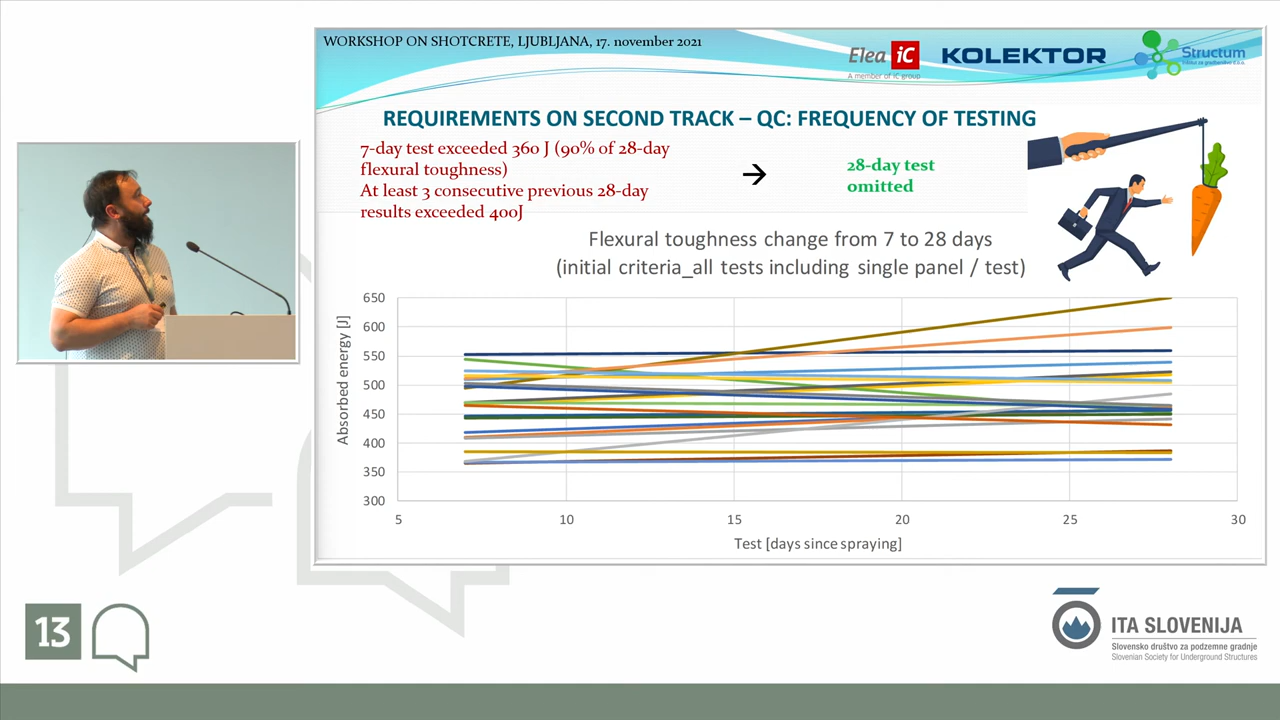 WORKSHOP ON SHOTCRETE, LJUBLJANA, 17. november 2021
Elea iC
A member of iC group
KOLEKTOR
Structum
REQUIREMENTS ON SECOND TRACK – QC: FREQUENCY OF TESTING
7-day test exceeded 360 J (90% of 28-day
flexural toughness)
At least 3 consecutive previous 28-day
results exceeded 400J
→
28-day test
omitted
Flexural toughness change from 7 to 28 days
(initial criteria_all tests including single panel / test)
Absorbed energy [J]
650
600
550
500
450
400
350
300
5
10
15
20
25
30
Test [days since spraying]
13
ITA SLOVENIJA
Slovensko društvo za podzemne gradnje
Slovenian Society for Underground Structures